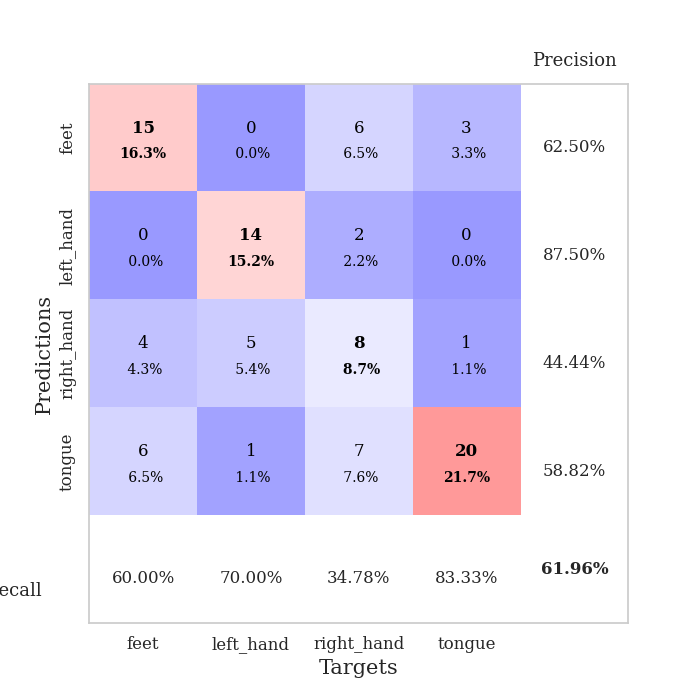 Precision
feet 15 0 6 3 62.50%
16.3% 0.0% 6.5% 3.3%
left_hand 0 14 2 0 87.50%
0.0% 15.2% 2.2% 0.0%
Predictions
right_hand 4 5 8 1 44.44%
4.3% 5.4% 8.7% 1.1%
tongue 6 1 7 20 58.82%
6.5% 1.1% 7.6% 21.7%
ecall 60.00% 70.00% 34.78% 83.33% 61.96%
feet left_hand right_hand tongue
Targets